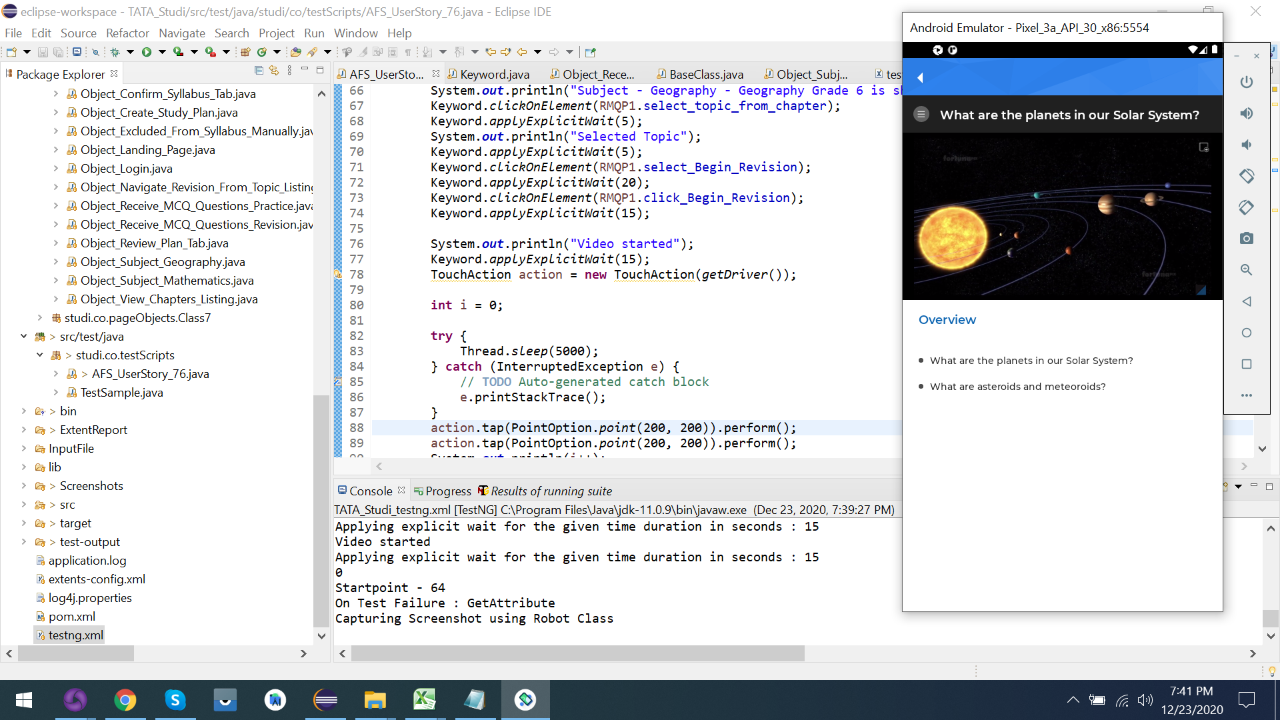 eclipse-workspace - TATA_Studi/src/test/java/studi/co/testScripts/AFS_UserStory_76.java - Eclipse IDE
File Edit Source Refactor Navigate Search Project Run Window Help
Package Explorer
Object_Confirm_Syllabus_Tab.java
Object_Create_Study_Plan.java
Object_Excluded_From_Syllabus_Manually.jav
Object_Landing_Page.java
Object_Login.java
Object_Navigate_Revision_From_Topic_Listing
Object_Receive_MCQ_Questions_Practice.java
Object_Receive_MCQ_Questions_Revision.jav
Object_Review_Plan_Tab.java
Object_Subject_Geography.java
Object_Subject_Mathematics.java
Object_View_Chapters_Listing.java
studi.co.pageObjects.Class7
> src/test/java
> studi.co.testScripts
> AFS_UserStory_76.java
TestSample.java
> bin
> ExtentReport
InputFile
lib
> Screenshots
> src
> target
> test-output
application.log
extents-config.xml
log4j.properties
pom.xml
testng.xml
AFS_UserSto... Keyword.java Object_Rece... BaseClass.java Object_Subj... tes
66 System.out.println("Subject - Geography - Geography Grade 6 is s
67 Keyword.clickOnElement(RMQP1.select_topic_from_chapter);
68 Keyword.applyExplicitWait(5);
69 System.out.println("Selected Topic");
70 Keyword.applyExplicitWait(5);
71 Keyword.clickOnElement(RMQP1.select_Begin_Revision);
72 Keyword.applyExplicitWait(20);
73 Keyword.clickOnElement(RMQP1.click_Begin_Revision);
74 Keyword.applyExplicitWait(15);
75
76 System.out.println("Video started");
77 Keyword.applyExplicitWait(15);
78 TouchAction action = new TouchAction(getDriver());
79
80 int i = 0;
81
82 try {
83 Thread.sleep(5000);
84 } catch (InterruptedException e) {
85 // TODO Auto-generated catch block
86 e.printStackTrace();
87 }
88 action.tap(PointOption.point(200, 200)).perform();
89 action.tap(PointOption.point(200, 200)).perform();
90 System.out.println(i++);
Console Progress Results of running suite
TATA_Studi_testng.xml [TestNG] C:\Program Files\Java\jdk-11.0.9\bin\javaw.exe (Dec 23, 2020, 7:39:27 PM)
Applying explicit wait for the given time duration in seconds : 15
Video started
Applying explicit wait for the given time duration in seconds : 15
0
Startpoint - 64
On Test Failure : GetAttribute
Capturing Screenshot using Robot Class
Android Emulator - Pixel_3a_API_30_x86:5554
What are the planets in our Solar System?
Overview
What are the planets in our Solar System?
What are asteroids and meteoroids?
7:41 PM
12/23/2020